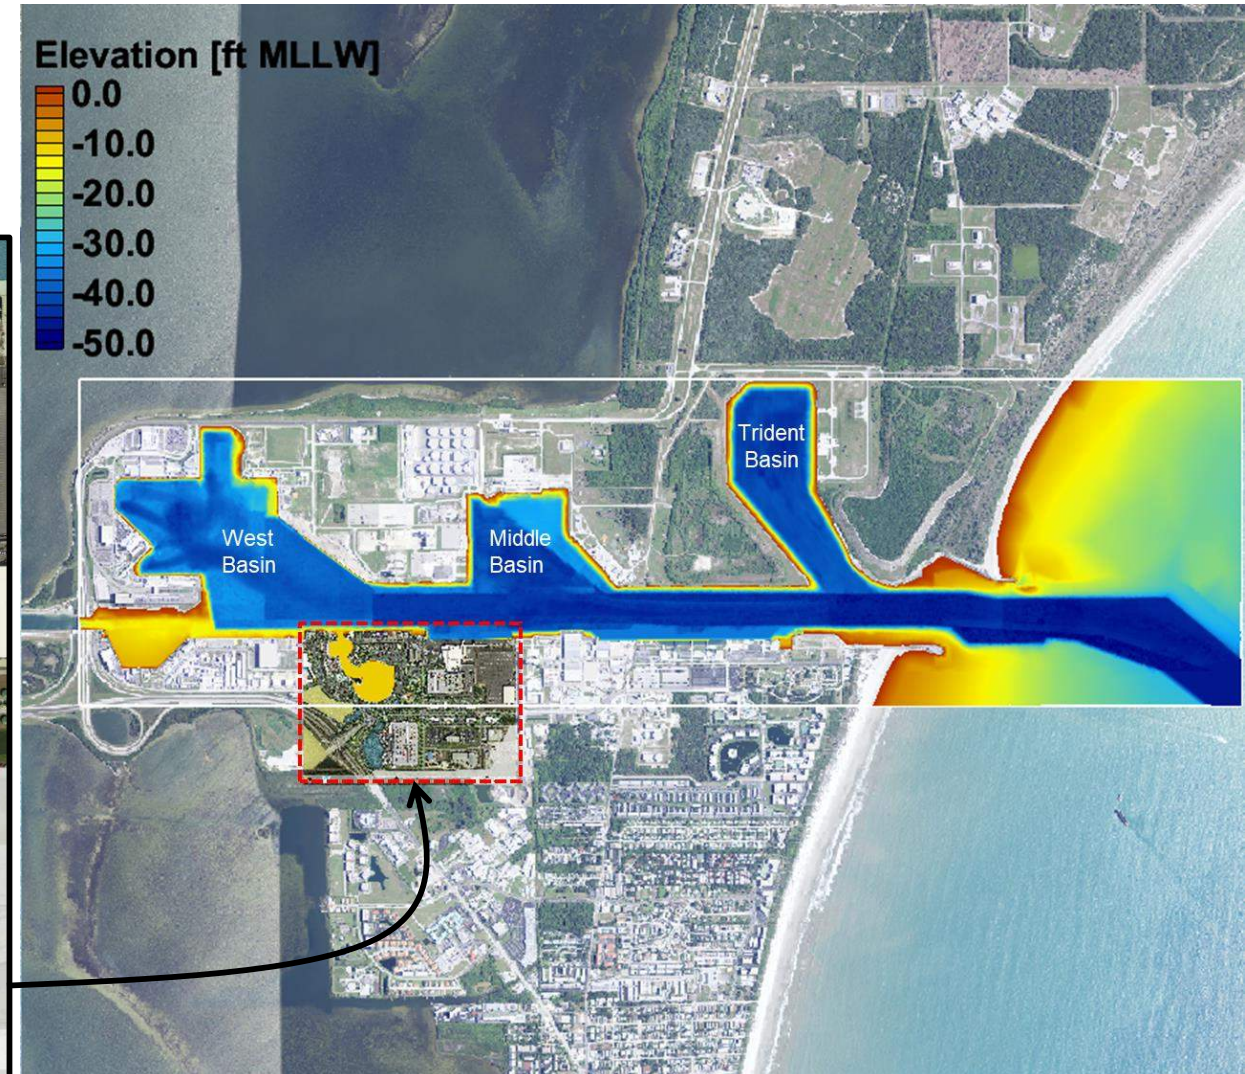 Elevation [ft MLLW]
0.0
-10.0
-20.0
-30.0
-40.0
-50.0
Trident
Basin
West
Basin
Middle
Basin